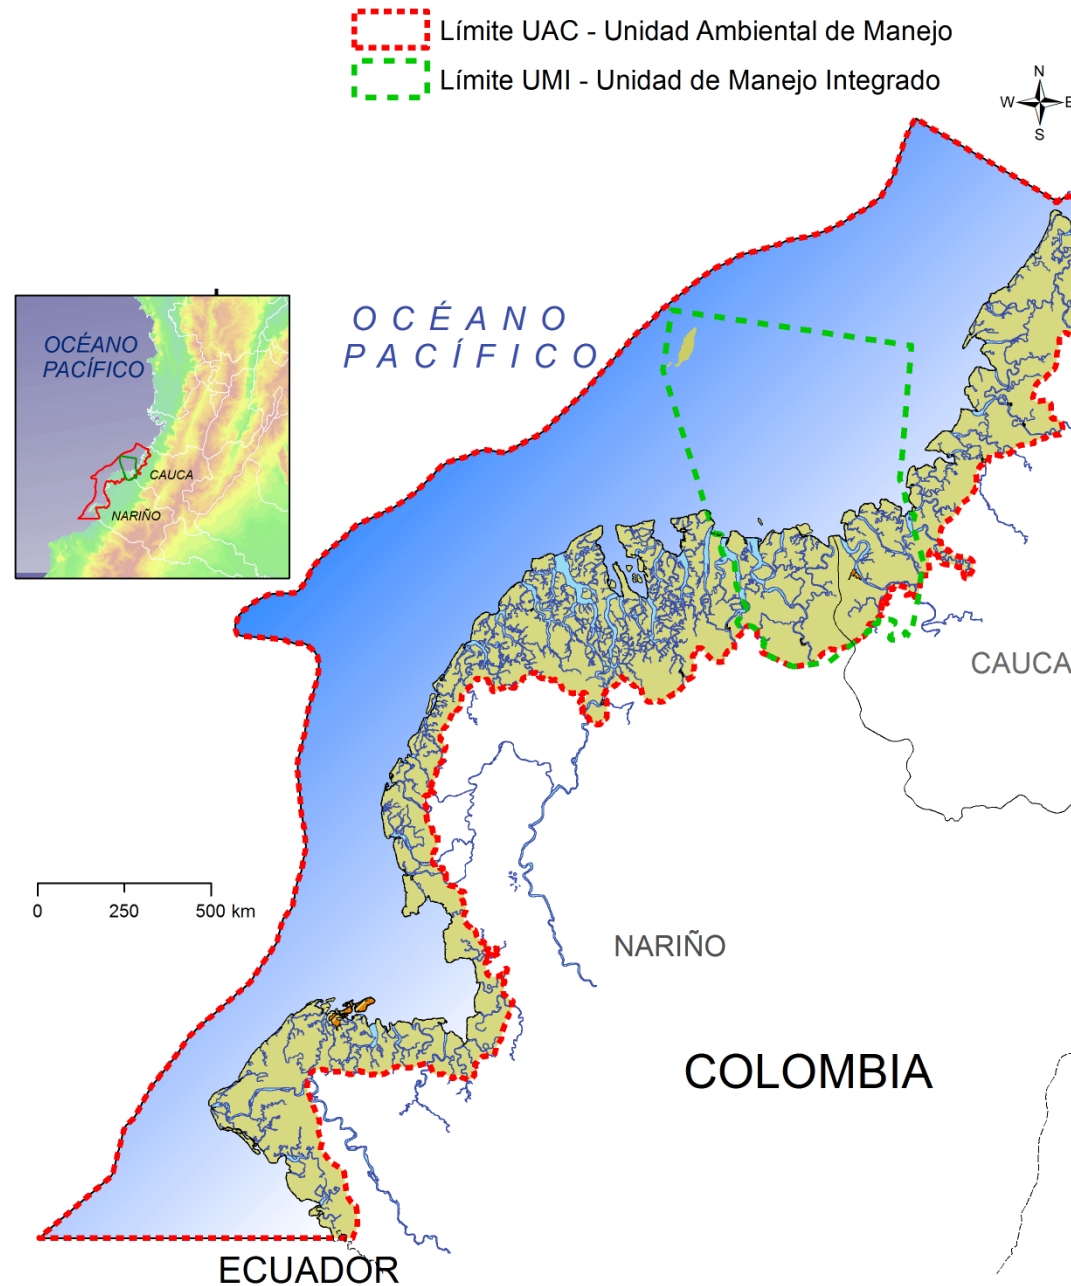 Límite UAC - Unidad Ambiental de Manejo
Límite UMI - Unidad de Manejo Integrado
N
W
E
S
OCÉANO
PACÍFICO
OCÉANO
PACÍFICO
CAUCA
NARIÑO
CAUCA
0 250 500 km
NARIÑO
COLOMBIA
ECUADOR